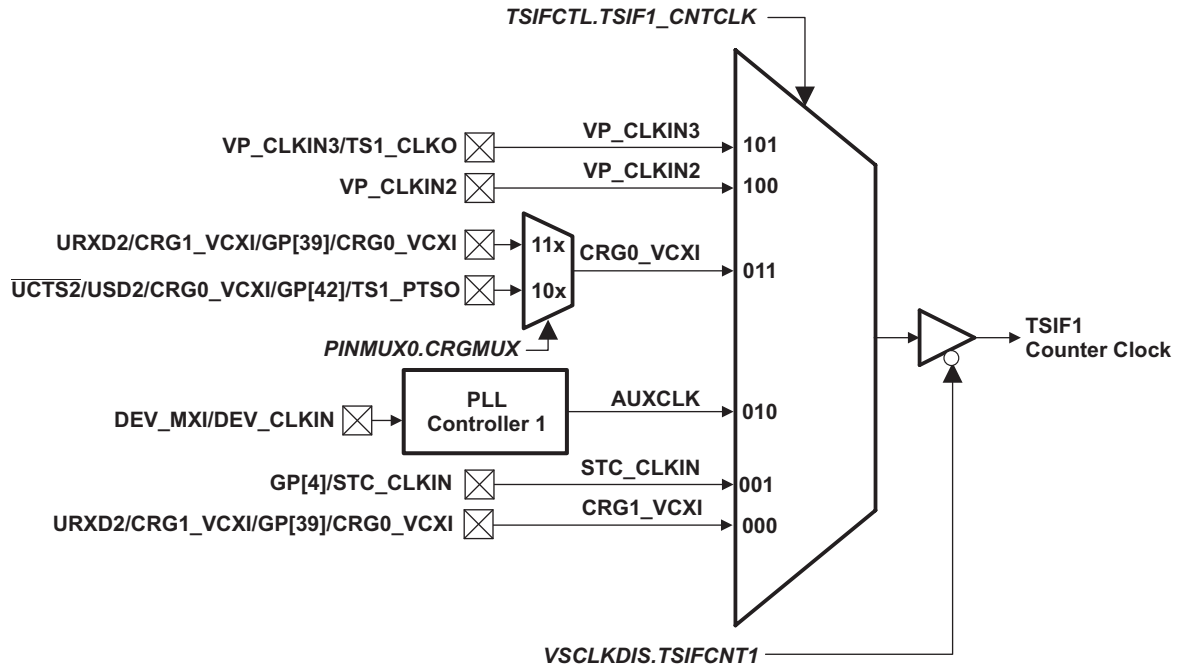 TSIFCTL.TSIF1_CNTCLK
VP_CLKIN3/TS1_CLKO
VP_CLKIN3
101
VP_CLKIN2
VP_CLKIN2
100
URXD2/CRG1_VCXI/GP[39]/CRG0_VCXI
11x
CRG0_VCXI
011
UCTS2/USD2/CRG0_VCXI/GP[42]/TS1_PTSO
10x
PINMUX0.CRGMUX
TSIF1
Counter Clock
PLL
Controller 1
DEV_MXI/DEV_CLKIN
AUXCLK
010
GP[4]/STC_CLKIN
STC_CLKIN
001
URXD2/CRG1_VCXI/GP[39]/CRG0_VCXI
CRG1_VCXI
000
VSCLKDIS.TSIFCNT1